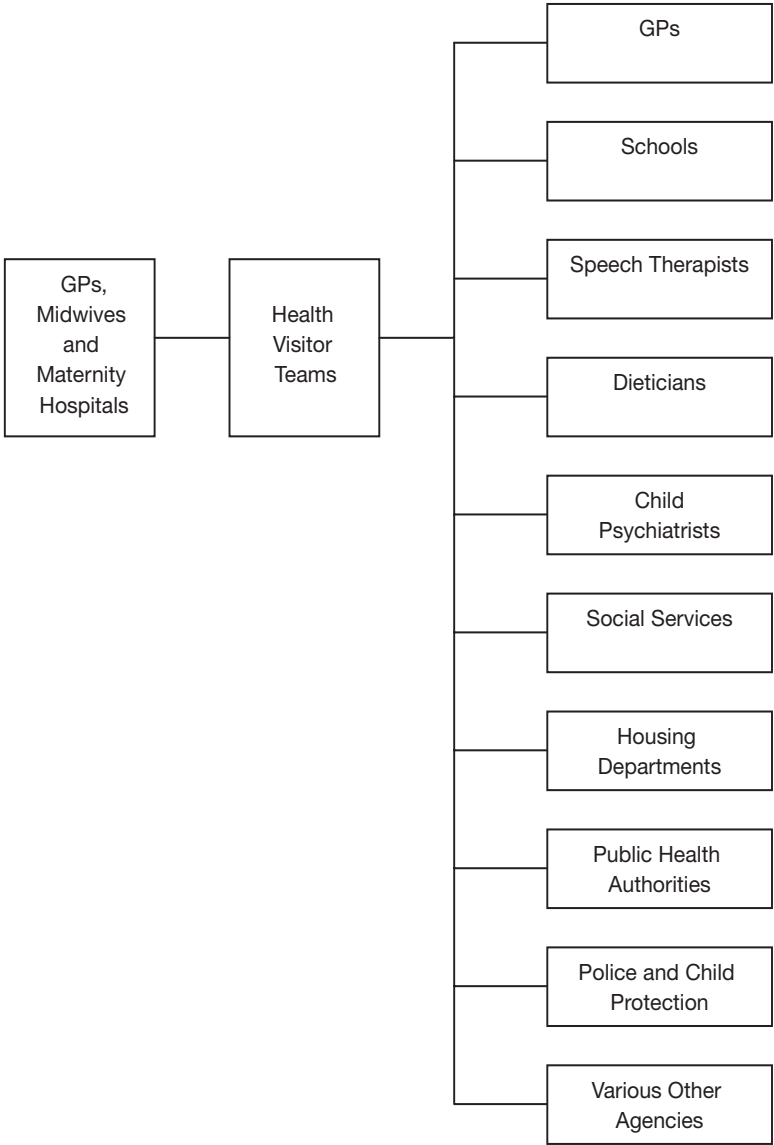 GPs,
Midwives
and
Maternity
Hospitals
Health
Visitor
Teams
GPs
Schools
Speech Therapists
Dieticians
Child
Psychiatrists
Social Services
Housing
Departments
Public Health
Authorities
Police and Child
Protection
Various Other
Agencies